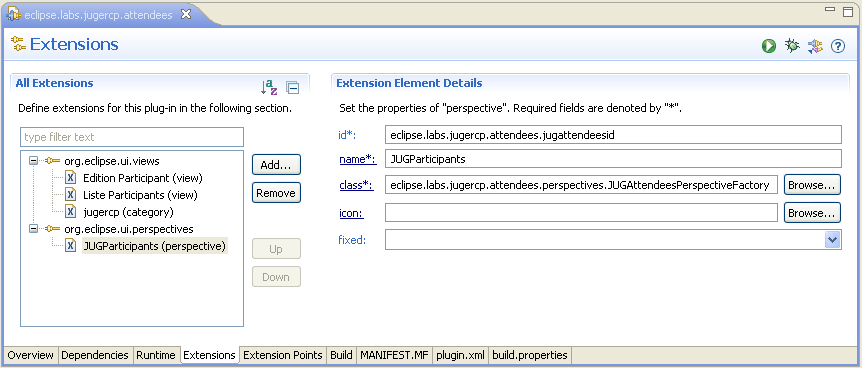 eclipse.labs.jugercp.attendees
Extensions
All Extensions
Define extensions for this plug-in in the following section.
type filter text
org.eclipse.ui.views
Edition Participant (view)
Liste Participants (view)
jugercp (category)
org.eclipse.ui.perspectives
JUGParticipants (perspective)
Add...
Remove
Up
Down
Extension Element Details
Set the properties of "perspective". Required fields are denoted by "*".
id*: eclipse.labs.jugercp.attendees.jugattendeesid
name*: JUGParticipants
class*: eclipse.labs.jugercp.attendees.perspectives.JUGAttendeesPerspectiveFactory Browse...
icon: Browse...
fixed:
Overview Dependencies Runtime Extensions Extension Points Build MANIFEST.MF plugin.xml build.properties